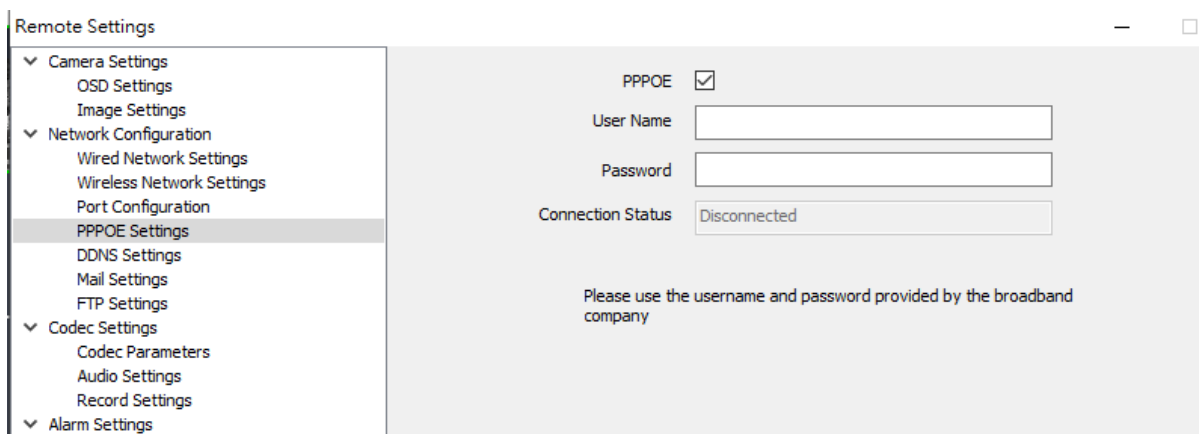 Remote Settings
Camera Settings
OSD Settings
Image Settings
Network Configuration
Wired Network Settings
Wireless Network Settings
Port Configuration
PPPOE Settings
DDNS Settings
Mail Settings
FTP Settings
Codec Settings
Codec Parameters
Audio Settings
Record Settings
Alarm Settings
PPPOE
User Name
Password
Connection Status Disconnected
Please use the username and password provided by the broadband
company